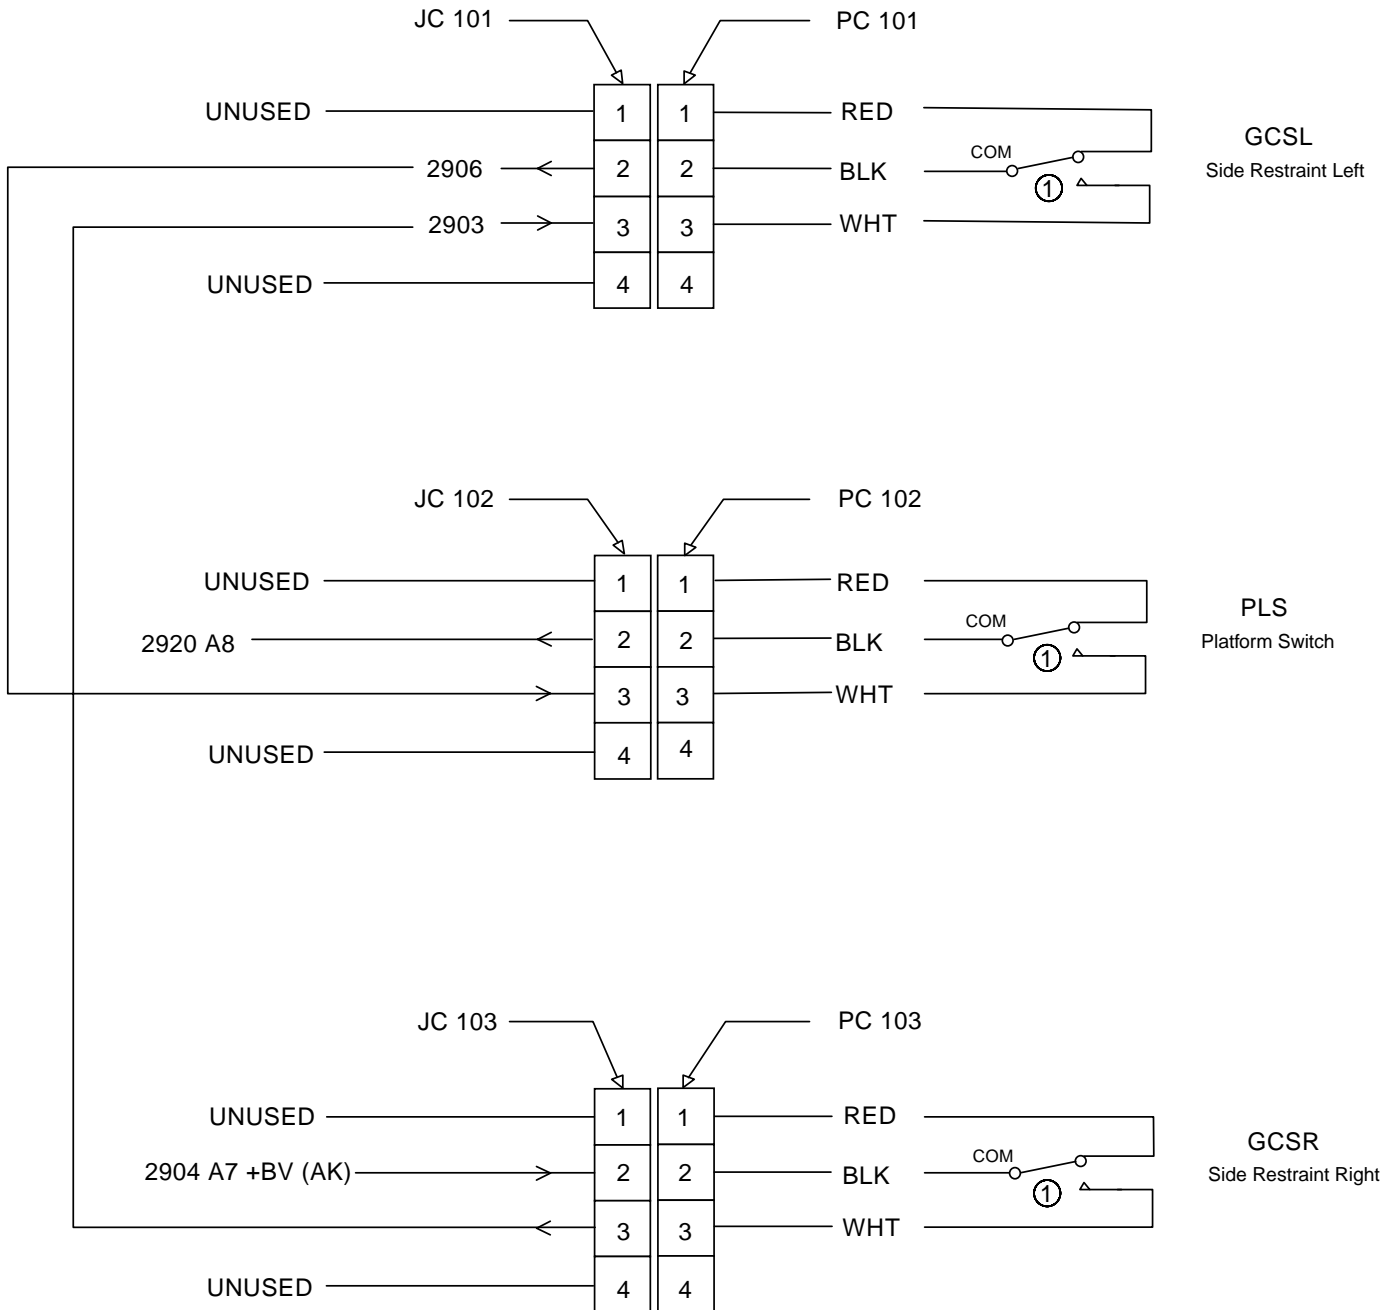 JC 101
PC 101
UNUSED
1
1
RED
GCSL
Side Restraint Left
2906
2
2
BLK
COM
1
2903
3
3
WHT
UNUSED
4
4
JC 102
PC 102
UNUSED
1
1
RED
PLS
Platform Switch
2920 A8
2
2
BLK
COM
1
3
3
WHT
UNUSED
4
4
JC 103
PC 103
UNUSED
1
1
RED
GCSR
Side Restraint Right
2904 A7 +BV (AK)
2
2
BLK
COM
1
3
3
WHT
UNUSED
4
4